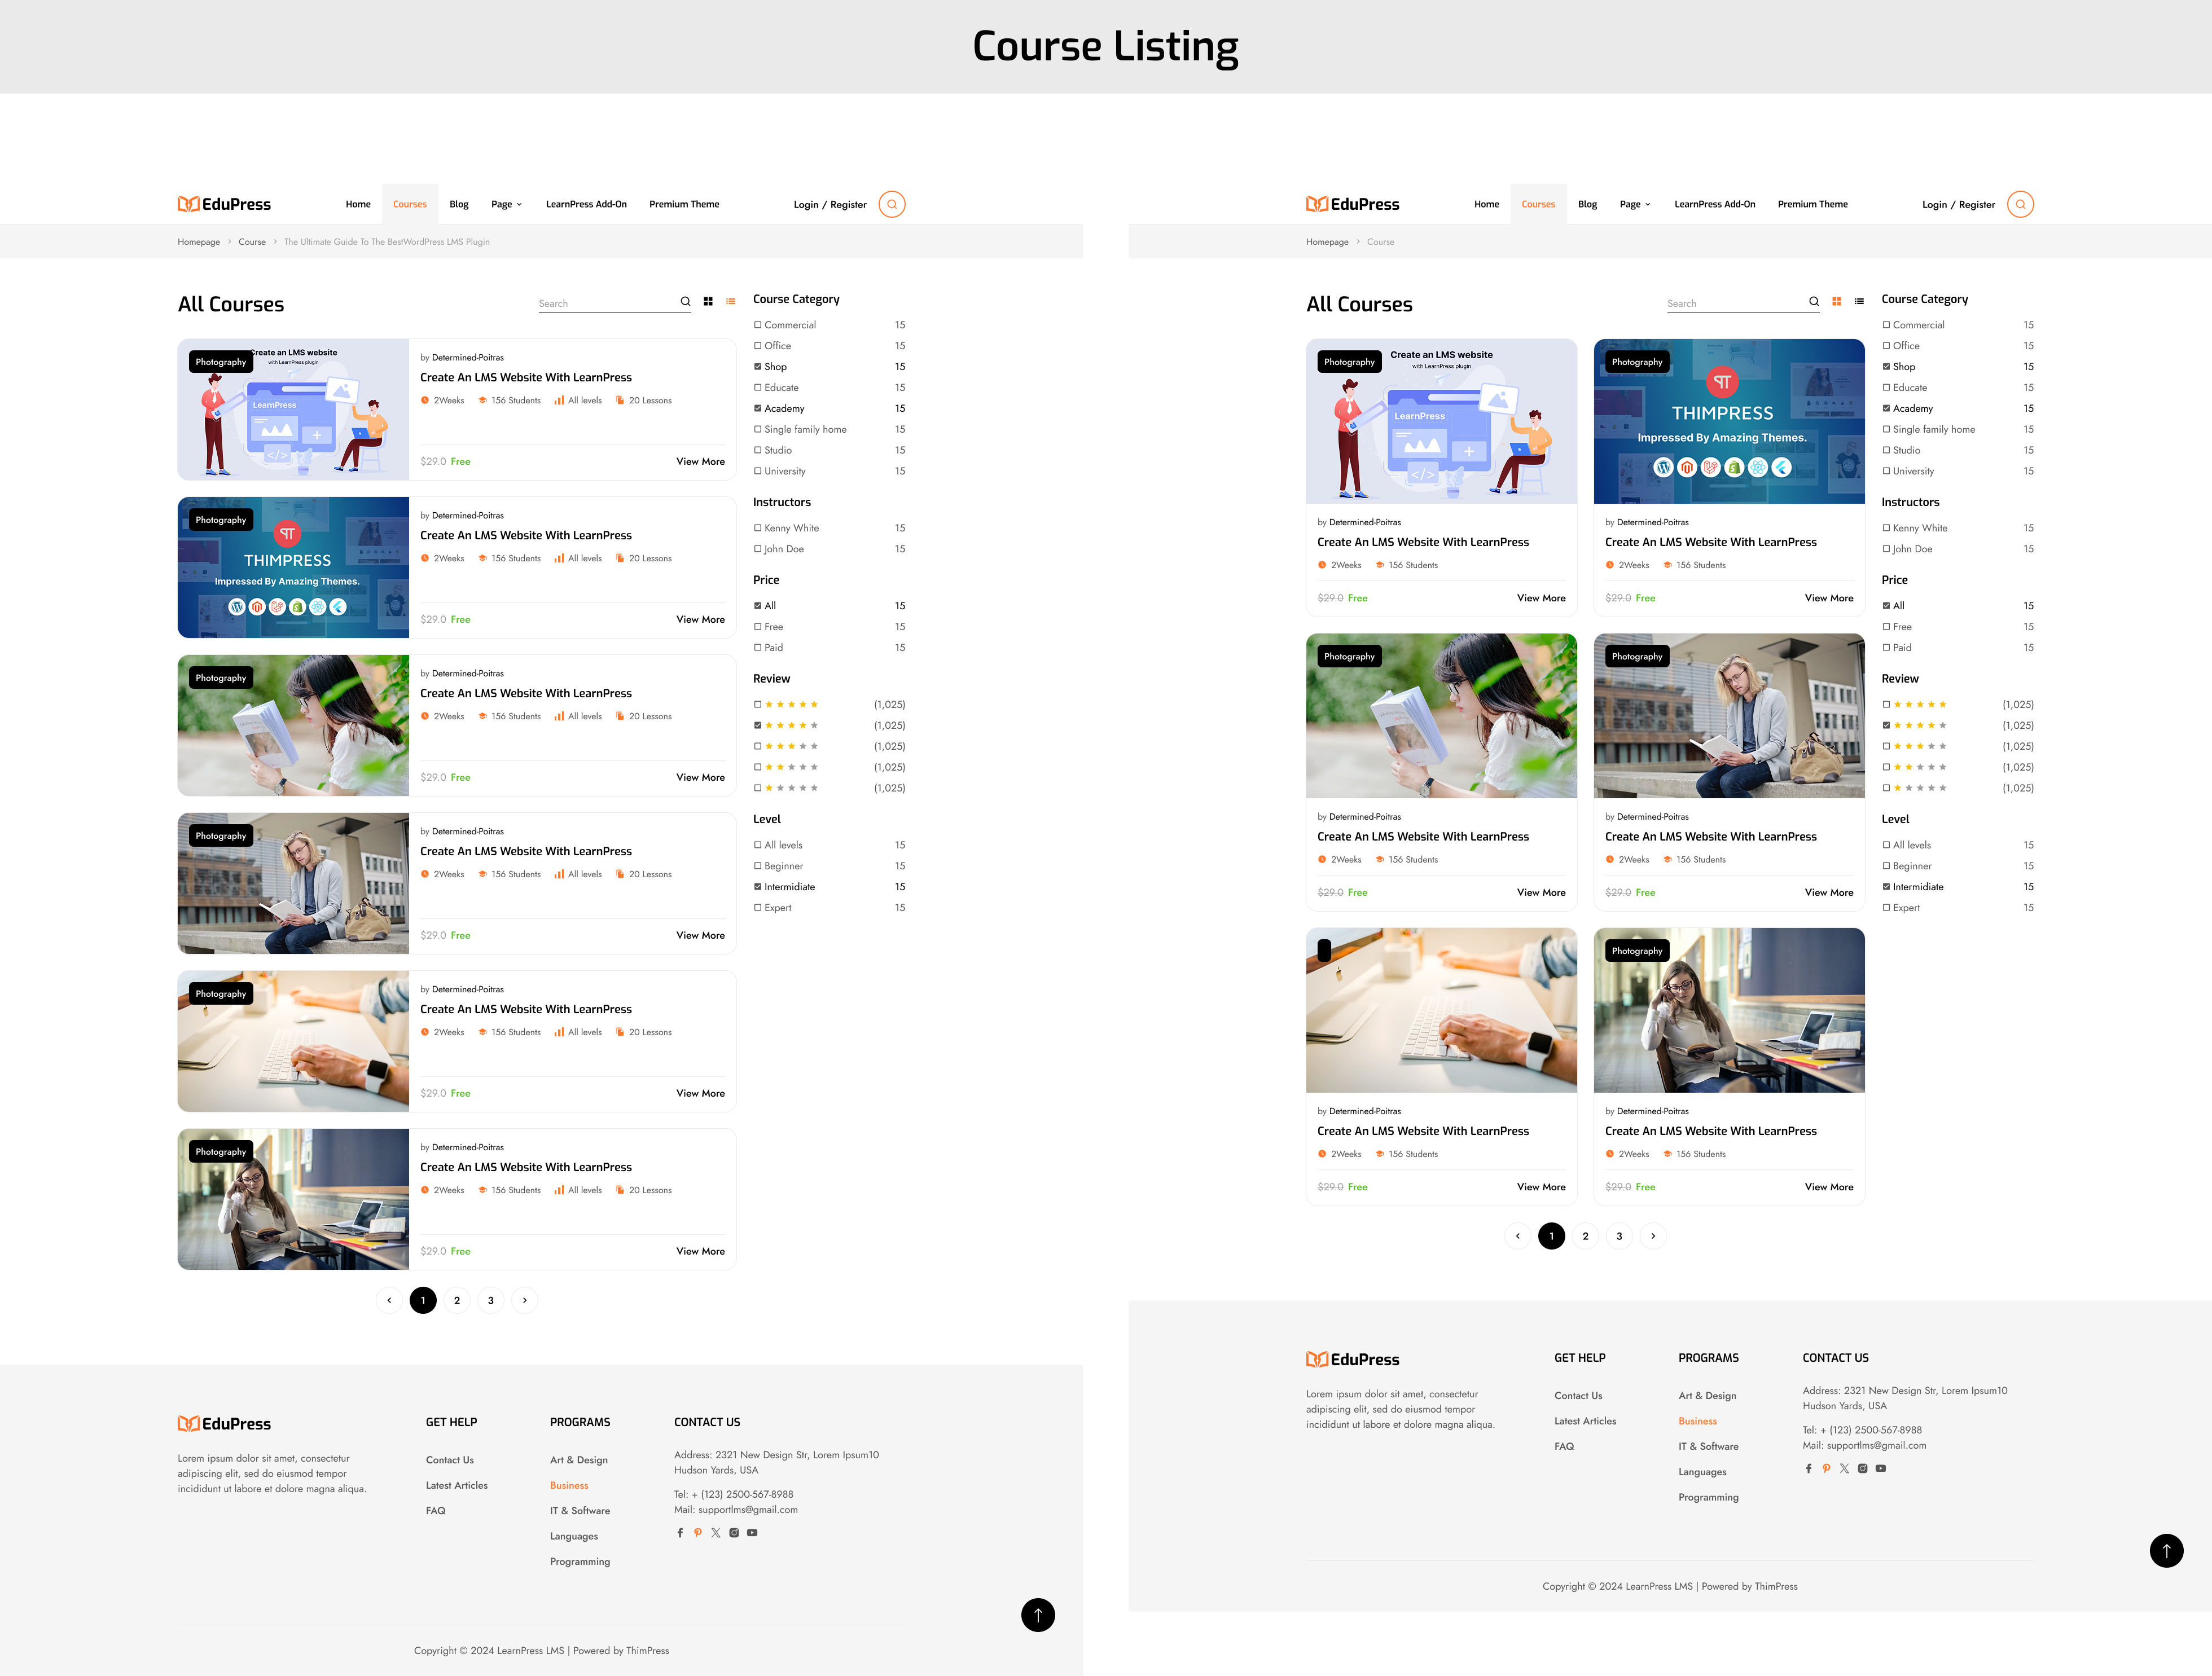 Course Listing
EduPress
Home Courses Blog Page LearnPress Add-On Premium Theme
Login / Register
Homepage > Course > The Ultimate Guide To The BestWordPress LMS Plugin
All Courses
Search
Photography
Create an LMS website
with LearnPress plugin
LearnPress
</>
by Determined-Poitras
Create An LMS Website With LearnPress
2Weeks 156 Students All levels 20 Lessons
$29.0 Free View More
Photography
THIMPRESS
Impressed By Amazing Themes.
by Determined-Poitras
Create An LMS Website With LearnPress
2Weeks 156 Students All levels 20 Lessons
$29.0 Free View More
Photography
by Determined-Poitras
Create An LMS Website With LearnPress
2Weeks 156 Students All levels 20 Lessons
$29.0 Free View More
Photography
by Determined-Poitras
Create An LMS Website With LearnPress
2Weeks 156 Students All levels 20 Lessons
$29.0 Free View More
Photography
by Determined-Poitras
Create An LMS Website With LearnPress
2Weeks 156 Students All levels 20 Lessons
$29.0 Free View More
Photography
by Determined-Poitras
Create An LMS Website With LearnPress
2Weeks 156 Students All levels 20 Lessons
$29.0 Free View More
1 2 3
Course Category
Commercial 15
Office 15
Shop 15
Educate 15
Academy 15
Single family home 15
Studio 15
University 15
Instructors
Kenny White 15
John Doe 15
Price
All 15
Free 15
Paid 15
Review
(1,025)
(1,025)
(1,025)
(1,025)
(1,025)
Level
All levels 15
Beginner 15
Intermidiate 15
Expert 15
EduPress
Lorem ipsum dolor sit amet, consectetur
adipiscing elit, sed do eiusmod tempor
incididunt ut labore et dolore magna aliqua.
GET HELP
Contact Us
Latest Articles
FAQ
PROGRAMS
Art & Design
Business
IT & Software
Languages
Programming
CONTACT US
Address: 2321 New Design Str, Lorem Ipsum10
Hudson Yards, USA
Tel: + (123) 2500-567-8988
Mail: supportlms@gmail.com
Copyright © 2024 LearnPress LMS | Powered by ThimPress
EduPress
Home Courses Blog Page LearnPress Add-On Premium Theme
Login / Register
Homepage > Course
All Courses
Search
Photography
Create an LMS website
with LearnPress plugin
LearnPress
</>
by Determined-Poitras
Create An LMS Website With LearnPress
2Weeks 156 Students
$29.0 Free View More
Photography
THIMPRESS
Impressed By Amazing Themes.
by Determined-Poitras
Create An LMS Website With LearnPress
2Weeks 156 Students
$29.0 Free View More
Photography
by Determined-Poitras
Create An LMS Website With LearnPress
2Weeks 156 Students
$29.0 Free View More
Photography
by Determined-Poitras
Create An LMS Website With LearnPress
2Weeks 156 Students
$29.0 Free View More
by Determined-Poitras
Create An LMS Website With LearnPress
2Weeks 156 Students
$29.0 Free View More
Photography
by Determined-Poitras
Create An LMS Website With LearnPress
2Weeks 156 Students
$29.0 Free View More
1 2 3
Course Category
Commercial 15
Office 15
Shop 15
Educate 15
Academy 15
Single family home 15
Studio 15
University 15
Instructors
Kenny White 15
John Doe 15
Price
All 15
Free 15
Paid 15
Review
(1,025)
(1,025)
(1,025)
(1,025)
(1,025)
Level
All levels 15
Beginner 15
Intermidiate 15
Expert 15
EduPress
Lorem ipsum dolor sit amet, consectetur
adipiscing elit, sed do eiusmod tempor
incididunt ut labore et dolore magna aliqua.
GET HELP
Contact Us
Latest Articles
FAQ
PROGRAMS
Art & Design
Business
IT & Software
Languages
Programming
CONTACT US
Address: 2321 New Design Str, Lorem Ipsum10
Hudson Yards, USA
Tel: + (123) 2500-567-8988
Mail: supportlms@gmail.com
Copyright © 2024 LearnPress LMS | Powered by ThimPress